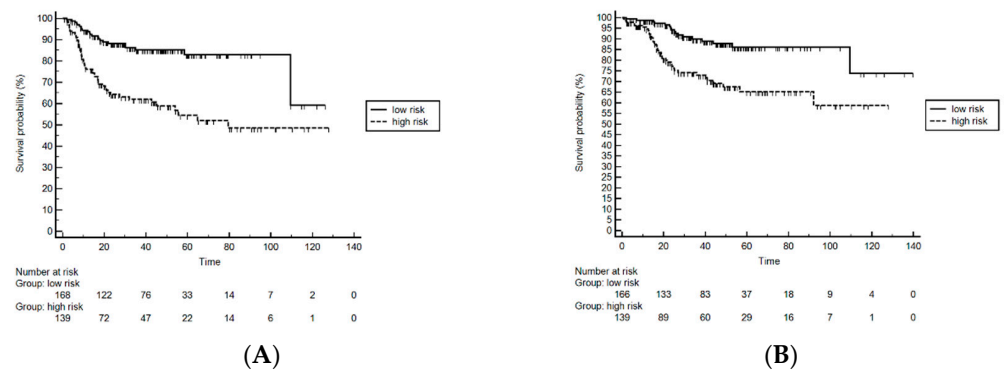 100
90
80
70
60
50
40
30
20
10
0
Survival probability (%)
0 20 40 60 80 100 120 140
Time
low risk
high risk
Number at risk
Group: low risk
168 122 76 33 14 7 2 0
Group: high risk
139 72 47 22 14 6 1 0
(A)
100
95
90
85
80
75
70
65
60
55
50
45
40
35
30
25
20
15
10
5
0
Survival probability (%)
0 20 40 60 80 100 120 140
Time
low risk
high risk
Number at risk
Group: low risk
166 133 83 37 18 9 4 0
Group: high risk
139 89 60 29 16 7 1 0
(B)